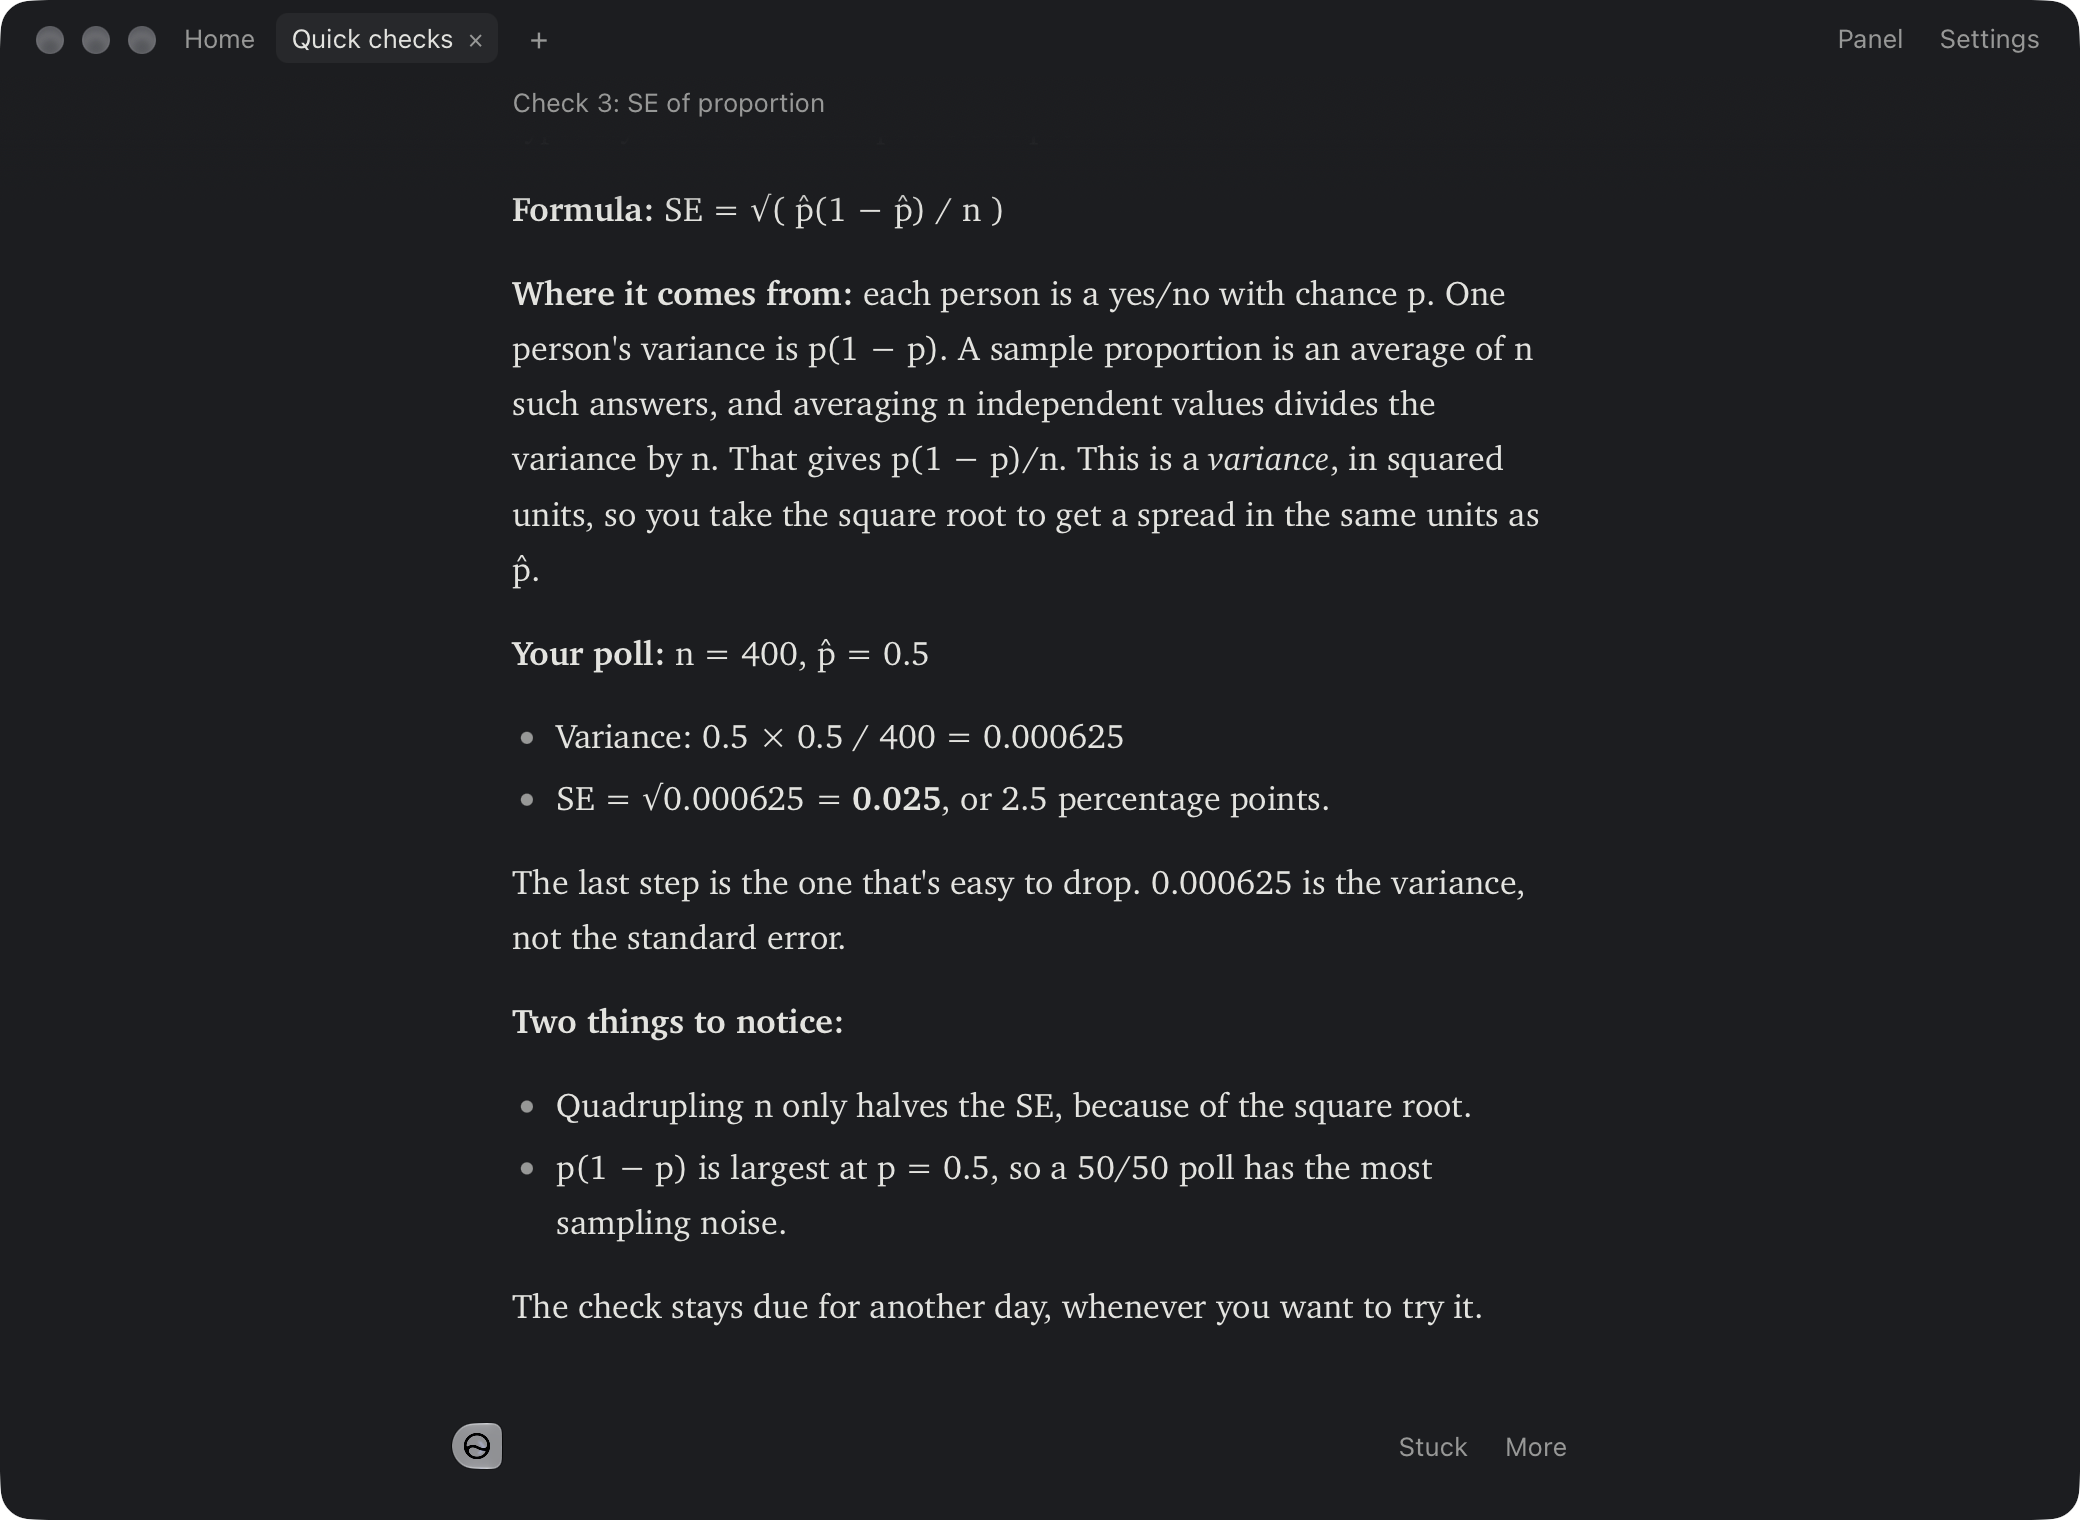 Home
Quick checks ×
+
Panel
Settings
Check 3: SE of proportion
Formula: SE = √( p̂(1 − p̂) / n )
Where it comes from: each person is a yes/no with chance p. One
person's variance is p(1 − p). A sample proportion is an average of n
such answers, and averaging n independent values divides the
variance by n. That gives p(1 − p)/n. This is a variance, in squared
units, so you take the square root to get a spread in the same units as
p̂.
Your poll: n = 400, p̂ = 0.5
• Variance: 0.5 × 0.5 / 400 = 0.000625
• SE = √0.000625 = 0.025, or 2.5 percentage points.
The last step is the one that's easy to drop. 0.000625 is the variance,
not the standard error.
Two things to notice:
• Quadrupling n only halves the SE, because of the square root.
• p(1 − p) is largest at p = 0.5, so a 50/50 poll has the most
sampling noise.
The check stays due for another day, whenever you want to try it.
Stuck
More